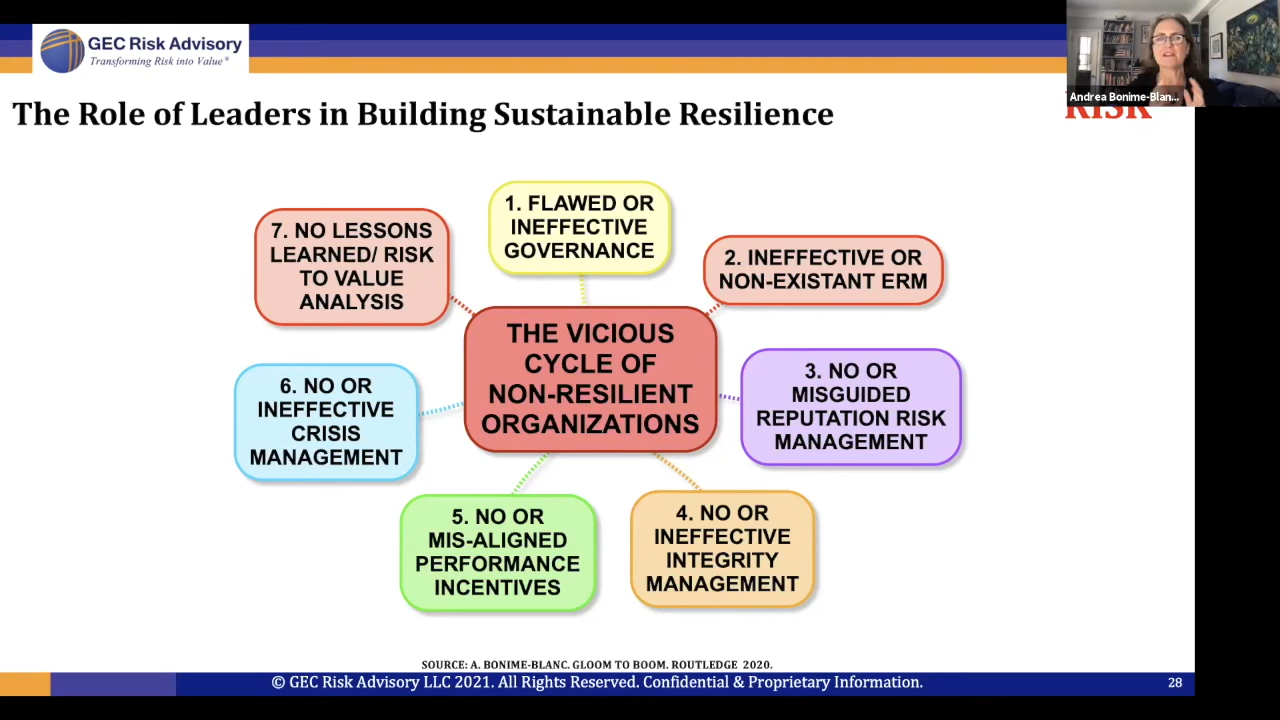 GEC Risk Advisory
Transforming Risk into Value®
Andrea Bonime-Blan...
RISK
The Role of Leaders in Building Sustainable Resilience
1. FLAWED OR
INEFFECTIVE
GOVERNANCE
2. INEFFECTIVE OR
NON-EXISTANT ERM
3. NO OR
MISGUIDED
REPUTATION RISK
MANAGEMENT
4. NO OR
INEFFECTIVE
INTEGRITY
MANAGEMENT
5. NO OR
MIS-ALIGNED
PERFORMANCE
INCENTIVES
6. NO OR
INEFFECTIVE
CRISIS
MANAGEMENT
7. NO LESSONS
LEARNED/ RISK
TO VALUE
ANALYSIS
THE VICIOUS
CYCLE OF
NON-RESILIENT
ORGANIZATIONS
SOURCE: A. BONIME-BLANC. GLOOM TO BOOM. ROUTLEDGE 2020.
© GEC Risk Advisory LLC 2021. All Rights Reserved. Confidential & Proprietary Information.
28